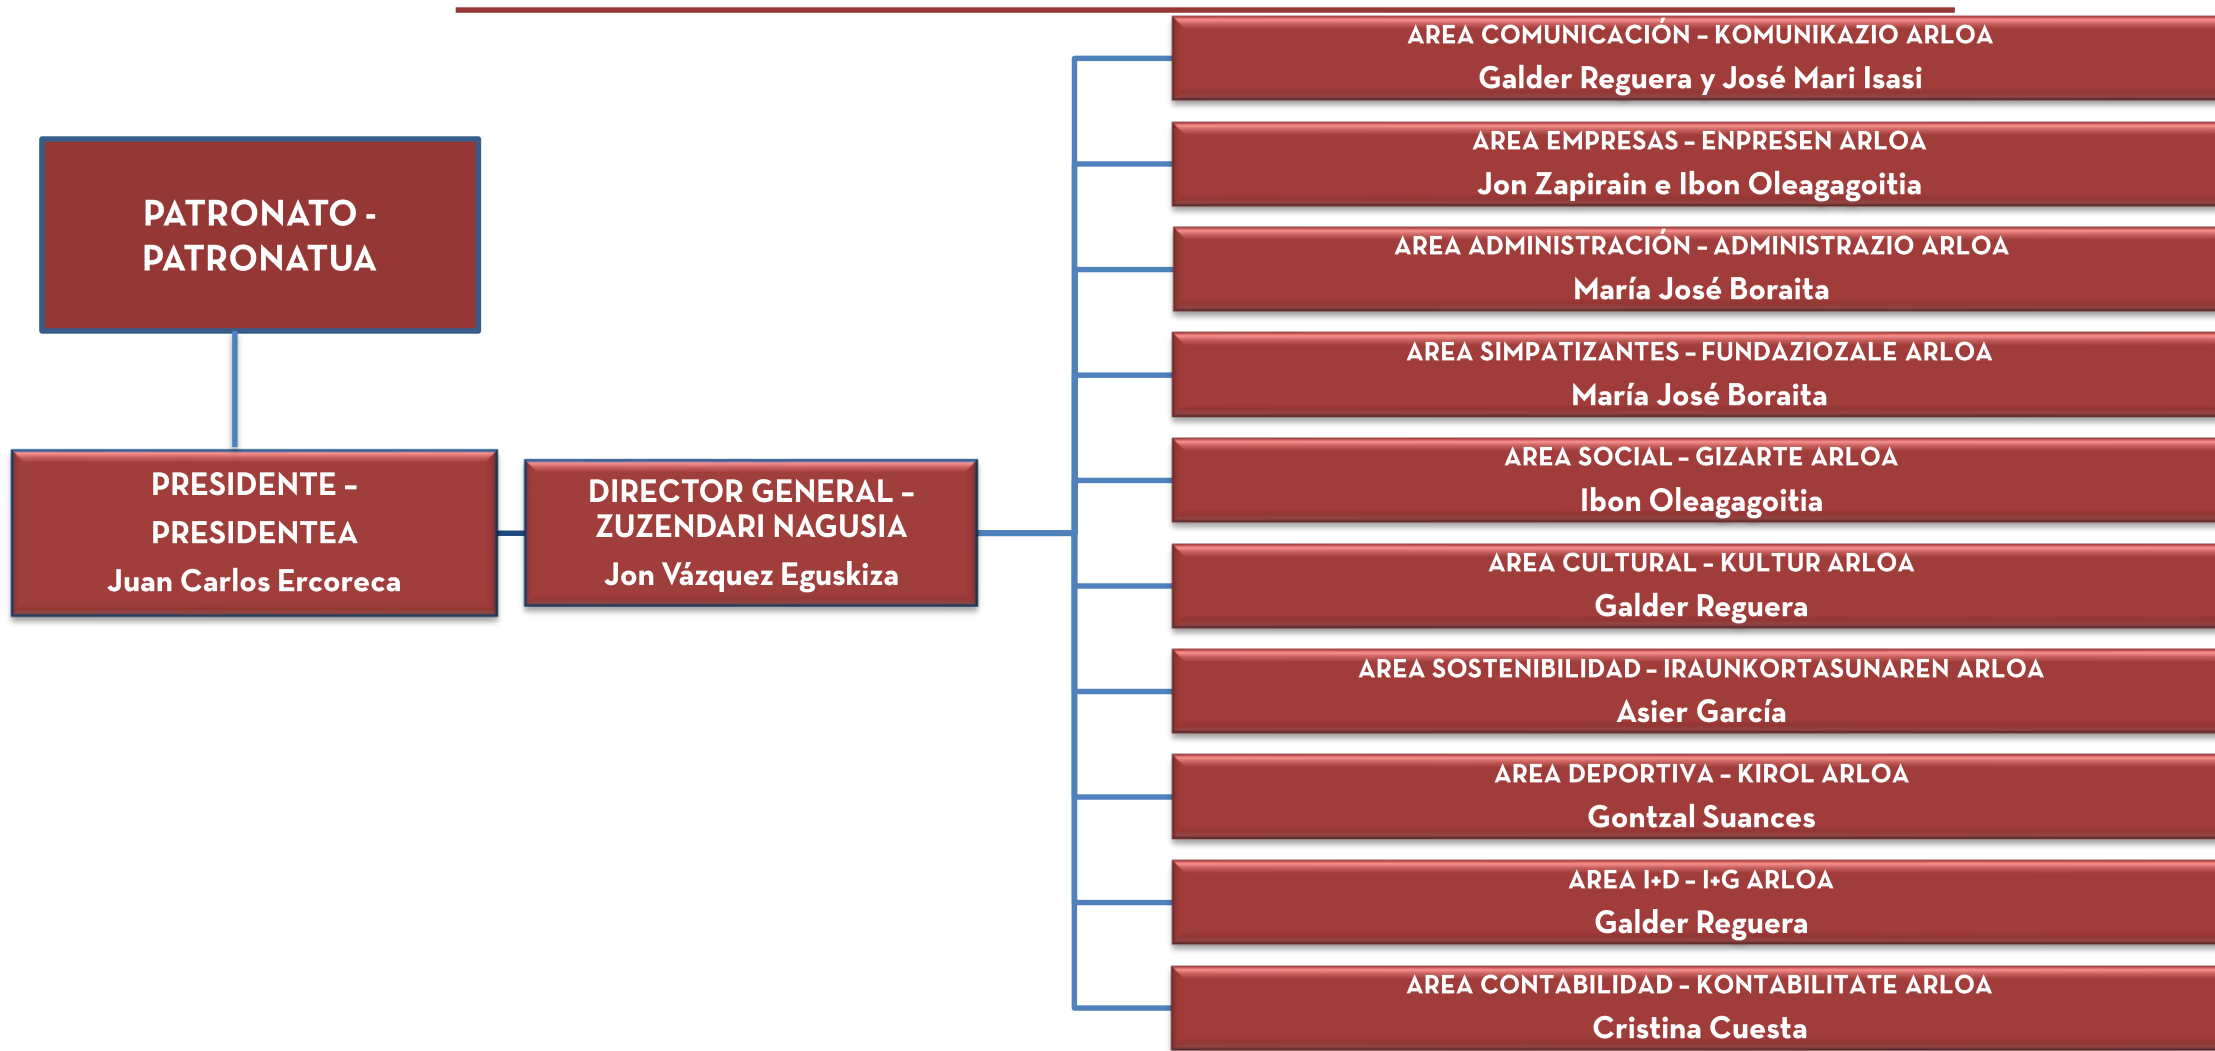 PATRONATO -
PATRONATUA
PRESIDENTE –
PRESIDENTEA
Juan Carlos Ercoreca
DIRECTOR GENERAL –
ZUZENDARI NAGUSIA
Jon Vázquez Eguskiza
AREA COMUNICACIÓN – KOMUNIKAZIO ARLOA
Galder Reguera y José Mari Isasi
AREA EMPRESAS – ENPRESEN ARLOA
Jon Zapirain e Ibon Oleagagoitia
AREA ADMINISTRACIÓN – ADMINISTRAZIO ARLOA
María José Boraita
AREA SIMPATIZANTES – FUNDAZIOZALE ARLOA
María José Boraita
AREA SOCIAL – GIZARTE ARLOA
Ibon Oleagagoitia
AREA CULTURAL – KULTUR ARLOA
Galder Reguera
AREA SOSTENIBILIDAD – IRAUNKORTASUNAREN ARLOA
Asier García
AREA DEPORTIVA – KIROL ARLOA
Gontzal Suances
AREA I+D – I+G ARLOA
Galder Reguera
AREA CONTABILIDAD – KONTABILITATE ARLOA
Cristina Cuesta